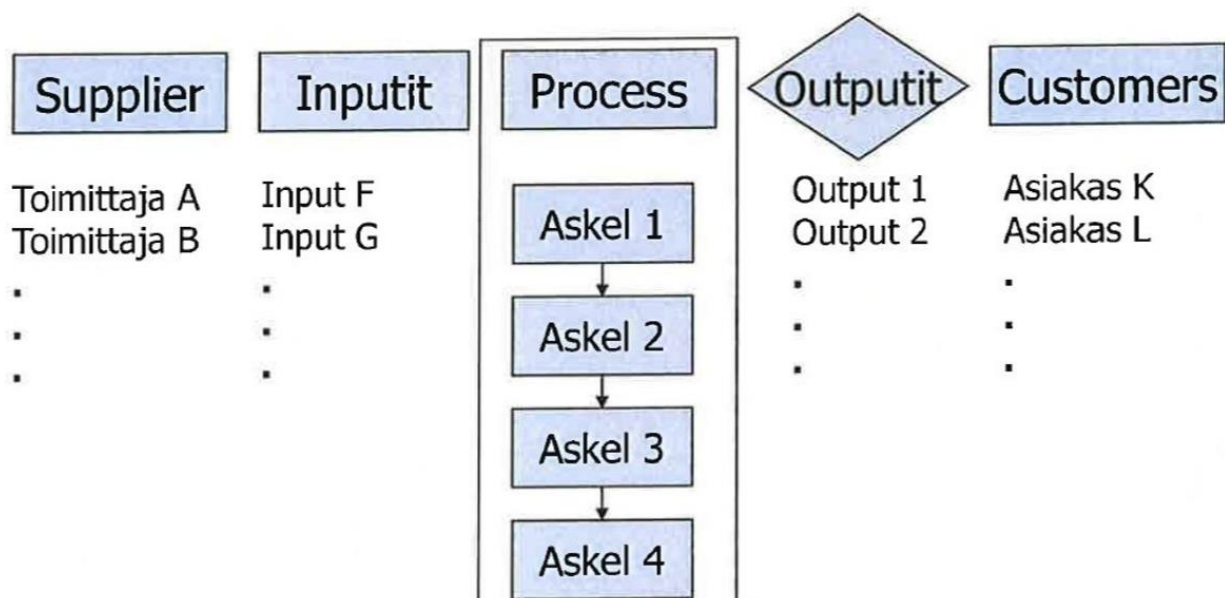 Supplier
Inputit
Process
Outputit
Customers
Toimittaja A
Toimittaja B
.
.
.
Input F
Input G
.
.
.
Askel 1
Askel 2
Askel 3
Askel 4
Output 1
Output 2
.
.
.
Asiakas K
Asiakas L
.
.
.